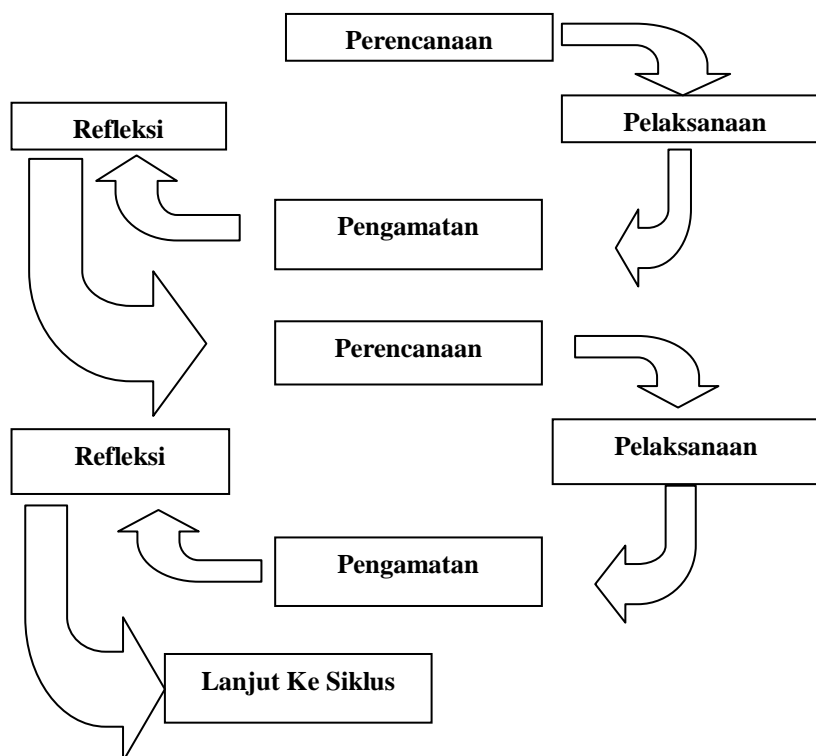 Perencanaan
Pelaksanaan
Refleksi
Pengamatan
Perencanaan
Pelaksanaan
Refleksi
Pengamatan
Lanjut Ke Siklus